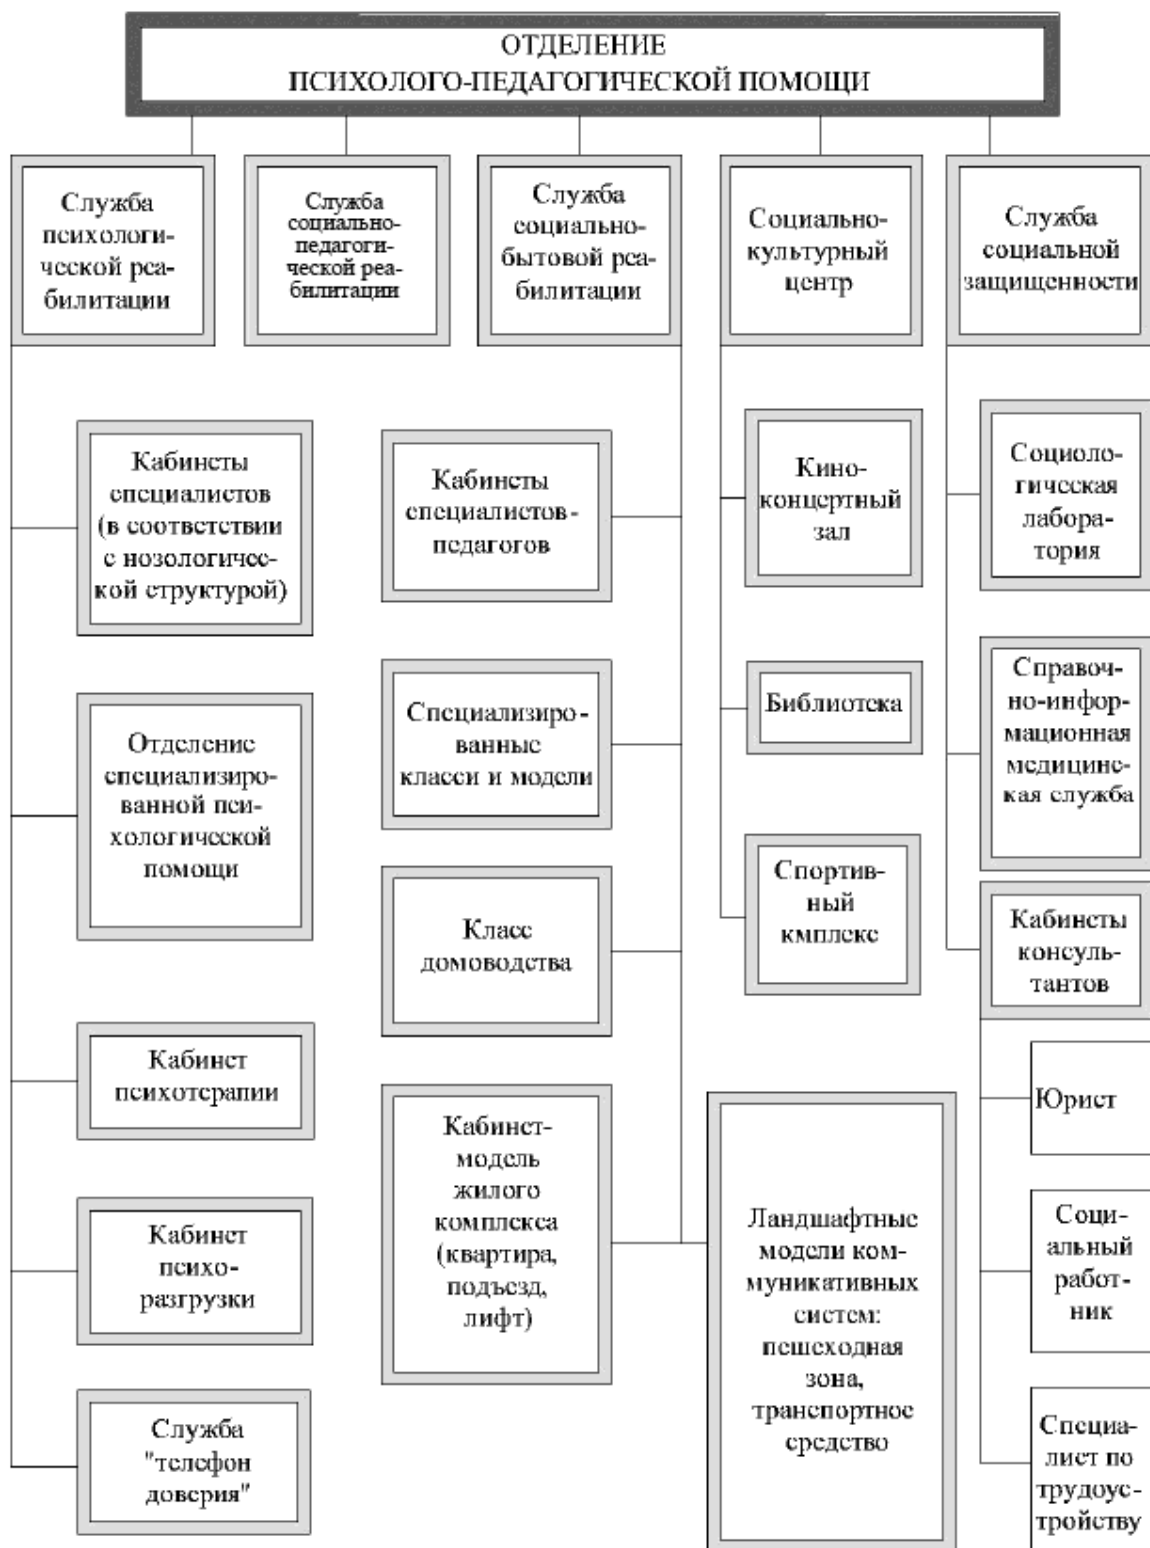 ОТДЕЛЕНИЕ
ПСИХОЛОГО-ПЕДАГОГИЧЕСКОЙ ПОМОЩИ
Служба
психологи-
ческой реа-
билитации
Служба
социально-
педагоги-
ческой реа-
билитации
Служба
социально-
бытовой реа-
билитации
Социально-
культурный
центр
Служба
социальной
защищенности
Кабинеты
специалистов
(в соответствии
с нозологичес-
кой структурой)
Отделение
специализиро-
ванной пси-
хологической
помощи
Кабинет
психотерапии
Кабинет
психо-
разгрузки
Служба
"телефон
доверия"
Кабинеты
специалистов-
педагогов
Специализиро-
ванные
класси и модели
Класс
домоводства
Кабинет-
модель
жилого
комплекса
(квартира,
подъезд,
лифт)
Ландшафтные
модели ком-
муникативных
систем:
пешеходная
зона,
транспортное
средство
Кино-
концертный
зал
Библиотека
Спортив-
ный
кмплекс
Социоло-
гическая
лабора-
тория
Справоч-
но-инфор-
мационная
медицинс-
кая служба
Кабинеты
консуль-
тантов
Юрист
Соци-
альный
работ-
ник
Специа-
лист по
трудоус-
тройству